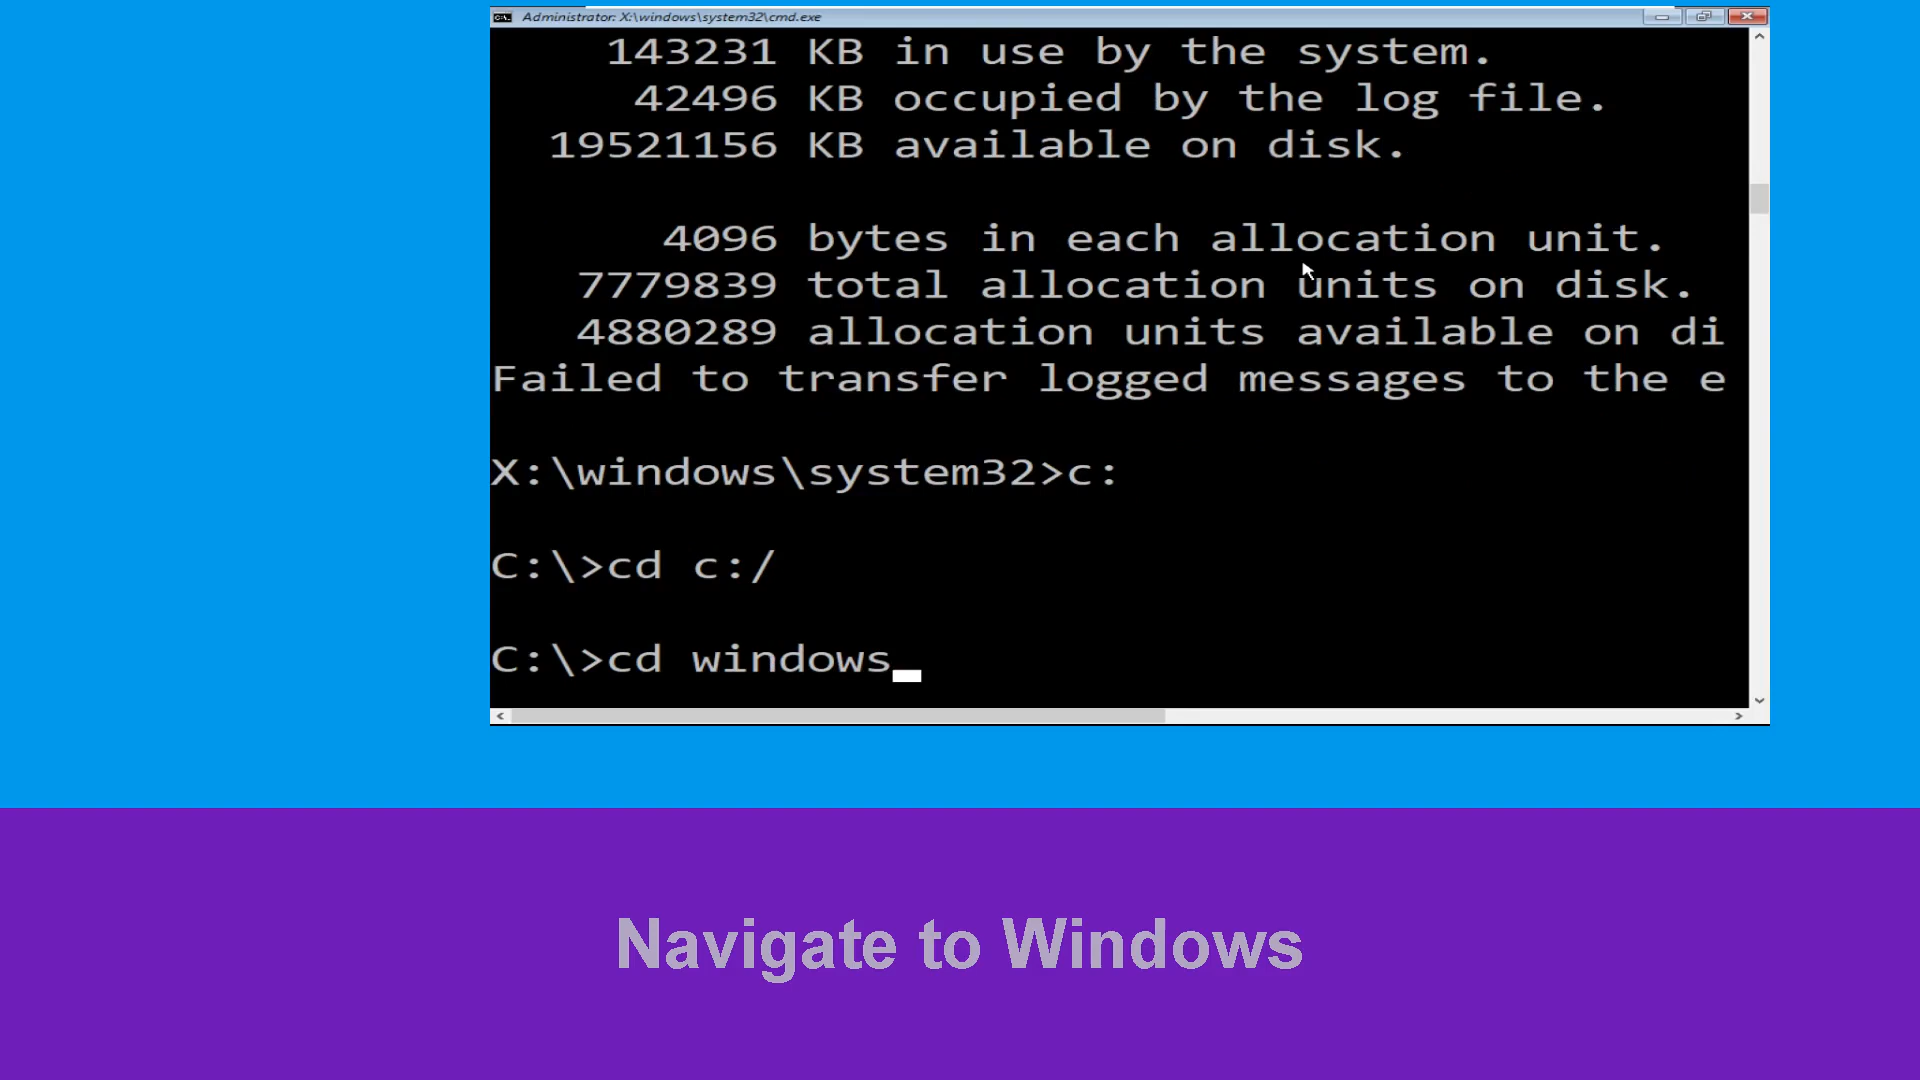 Administrator: X:\windows\system32\cmd.exe
143231 KB in use by the system.
42496 KB occupied by the log file.
19521156 KB available on disk.
4096 bytes in each allocation unit.
7779839 total allocation units on disk.
4880289 allocation units available on di
Failed to transfer logged messages to the e
X:\windows\system32>c:
C:\>cd c:/
C:\>cd windows
Navigate to Windows